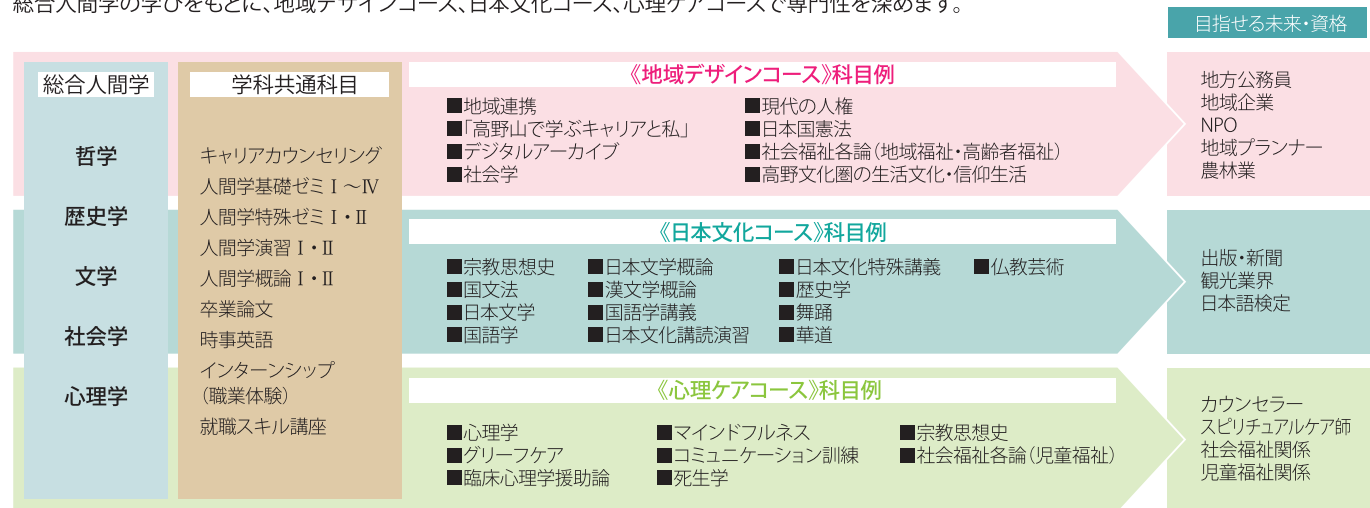 総合人間学の学びをもとに、地域デザインコース、日本文化コース、心理ケアコースで専門性を深めます。
目指せる未来・資格
総合人間学
哲学
歴史学
文学
社会学
心理学
学科共通科目
キャリアカウンセリング
人間学基礎ゼミⅠ～Ⅳ
人間学特殊ゼミⅠ・Ⅱ
人間学演習Ⅰ・Ⅱ
人間学概論Ⅰ・Ⅱ
卒業論文
時事英語
インターンシップ
（職業体験）
就職スキル講座
《地域デザインコース》科目例
■地域連携
■「高野山で学ぶキャリアと私」
■デジタルアーカイブ
■社会学
■現代の人権
■日本国憲法
■社会福祉各論（地域福祉・高齢者福祉）
■高野文化圏の生活文化・信仰生活
地方公務員
地域企業
NPO
地域プランナー
農林業
《日本文化コース》科目例
■宗教思想史
■国文法
■日本文学
■国語学
■日本文学概論
■漢文学概論
■国語学講義
■日本文化講読演習
■日本文化特殊講義
■歴史学
■舞踊
■華道
■仏教芸術
出版・新聞
観光業界
日本語検定
《心理ケアコース》科目例
■心理学
■グリーフケア
■臨床心理学援助論
■マインドフルネス
■コミュニケーション訓練
■死生学
■宗教思想史
■社会福祉各論（児童福祉）
カウンセラー
スピリチュアルケア師
社会福祉関係
児童福祉関係